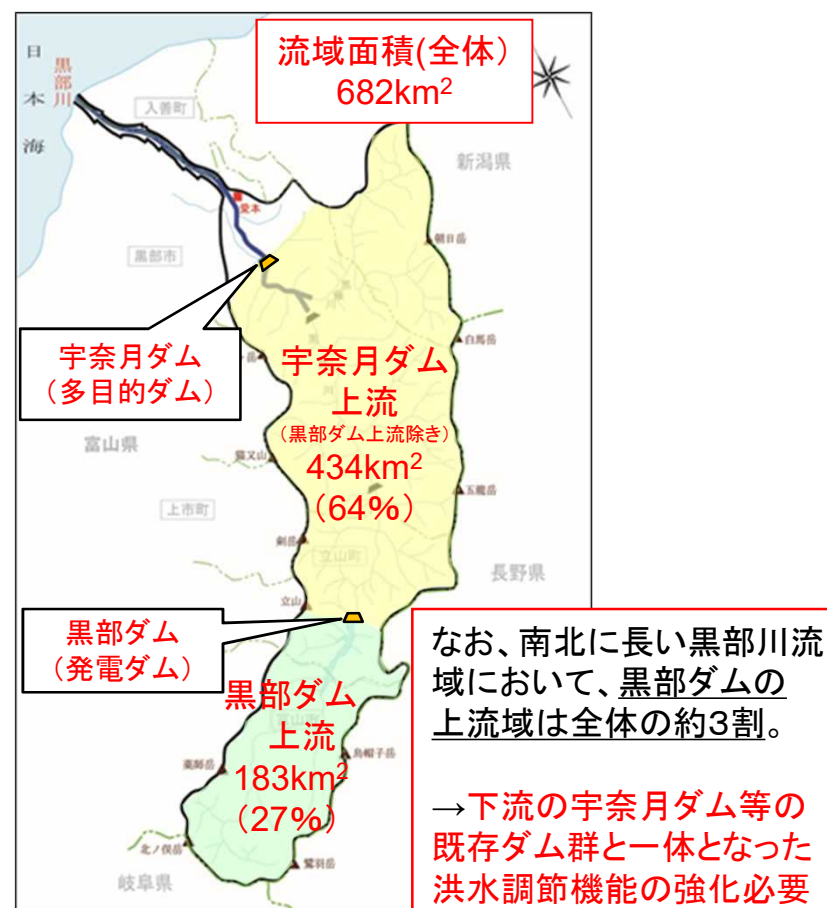 流域面積(全体)
682km²
日本海
黒部川
入善町
新潟県
愛本
朝日岳
黒部市
白馬岳
宇奈月ダム
（多目的ダム）
宇奈月ダム
上流
（黒部ダム上流除き）
434km²
（64%）
富山県
猫又山
五龍岳
上市町
剣岳
立山町
長野県
立山
黒部ダム
（発電ダム）
黒部ダム
上流
183km²
（27%）
烏帽子岳
薬師岳
北ノ俣岳
鷲羽岳
岐阜県
なお、南北に長い黒部川流
域において、黒部ダムの
上流域は全体の約3割。
→下流の宇奈月ダム等の
既存ダム群と一体となった
洪水調節機能の強化必要